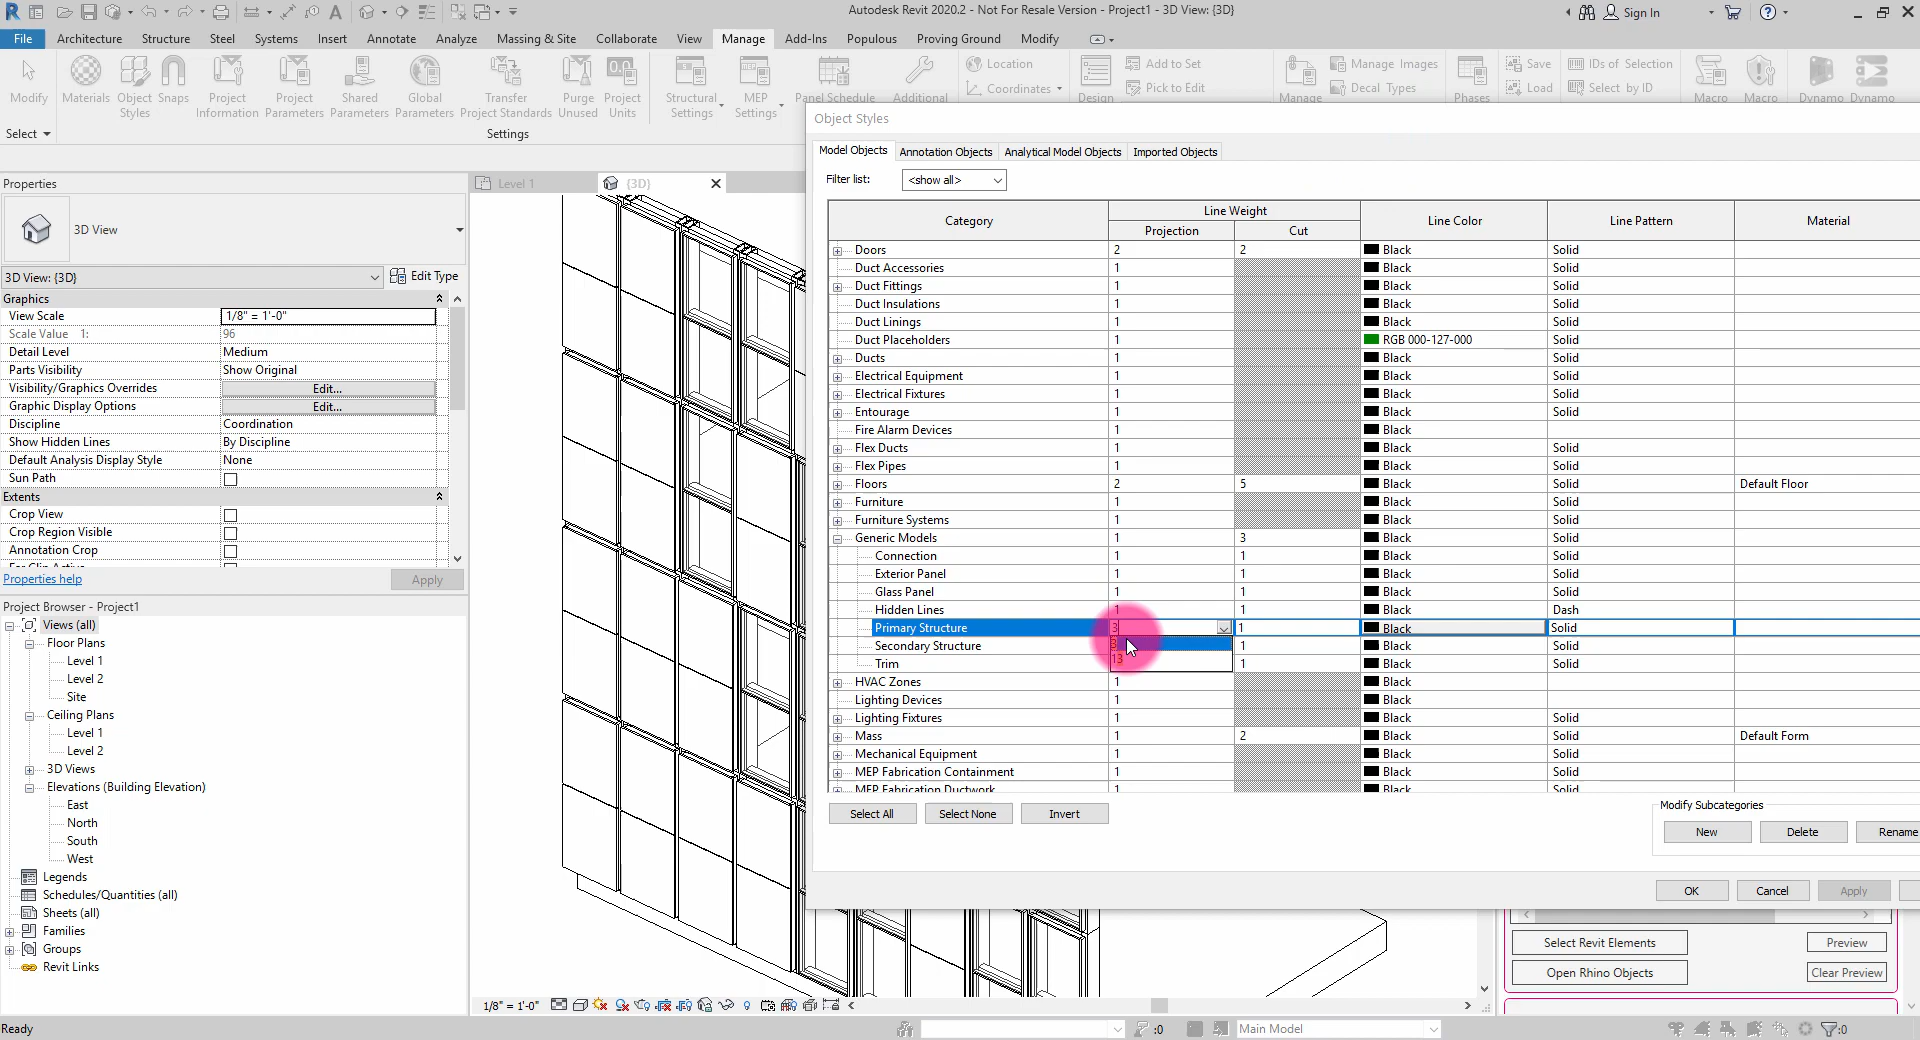 Autodesk Revit 2020.2 - Not For Resale Version - Project1 - 3D View: {3D}
Sign In
File Architecture Structure Steel Systems Insert Annotate Analyze Massing & Site Collaborate View Manage Add-Ins Populous Proving Ground Modify
Modify
Materials
Object Styles
Snaps
Project Information
Project Parameters
Shared Parameters
Global Parameters
Transfer Project Standards
Purge Unused
Project Units
Structural Settings
MEP Settings
Panel Schedule
Additional
Location
Coordinates
Design
Add to Set
Pick to Edit
Manage
Manage Images
Decal Types
Phases
Save
Load
IDs of Selection
Select by ID
Macro
Macro
Dynamo
Dynamo
Select
Settings
Properties
3D View
3D View: {3D}
Edit Type
Graphics
View Scale 1/8" = 1'-0"
Scale Value 1: 96
Detail Level Medium
Parts Visibility Show Original
Visibility/Graphics Overrides Edit...
Graphic Display Options Edit...
Discipline Coordination
Show Hidden Lines By Discipline
Default Analysis Display Style None
Sun Path
Extents
Crop View
Crop Region Visible
Annotation Crop
Properties help
Apply
Project Browser - Project1
Views (all)
Floor Plans
Level 1
Level 2
Site
Ceiling Plans
Level 1
Level 2
3D Views
Elevations (Building Elevation)
East
North
South
West
Legends
Schedules/Quantities (all)
Sheets (all)
Families
Groups
Revit Links
Level 1
{3D}
Object Styles
Model Objects Annotation Objects Analytical Model Objects Imported Objects
Filter list: <show all>
Category Line Weight Line Color Line Pattern Material
Projection Cut
Doors 2 2 Black Solid
Duct Accessories 1 Black Solid
Duct Fittings 1 Black Solid
Duct Insulations 1 Black Solid
Duct Linings 1 Black Solid
Duct Placeholders 1 RGB 000-127-000 Solid
Ducts 1 Black Solid
Electrical Equipment 1 Black Solid
Electrical Fixtures 1 Black Solid
Entourage 1 Black Solid
Fire Alarm Devices 1 Black
Flex Ducts 1 Black Solid
Flex Pipes 1 Black Solid
Floors 2 5 Black Solid Default Floor
Furniture 1 Black Solid
Furniture Systems 1 Black Solid
Generic Models 1 3 Black Solid
Connection 1 1 Black Solid
Exterior Panel 1 1 Black Solid
Glass Panel 1 1 Black Solid
Hidden Lines 1 1 Black Dash
Primary Structure 3 1 Black Solid
Secondary Structure 1 Black Solid
13
Trim 1 Black Solid
HVAC Zones 1 Black
Lighting Devices 1 Black
Lighting Fixtures 1 Black Solid
Mass 1 2 Black Solid Default Form
Mechanical Equipment 1 Black Solid
MEP Fabrication Containment 1 Black Solid
MEP Fabrication Ductwork 1 Black Solid
Select All Select None Invert
Modify Subcategories
New Delete Rename
OK Cancel Apply
Select Revit Elements Preview
Open Rhino Objects Clear Preview
1/8" = 1'-0"
Ready
:0
Main Model
:0